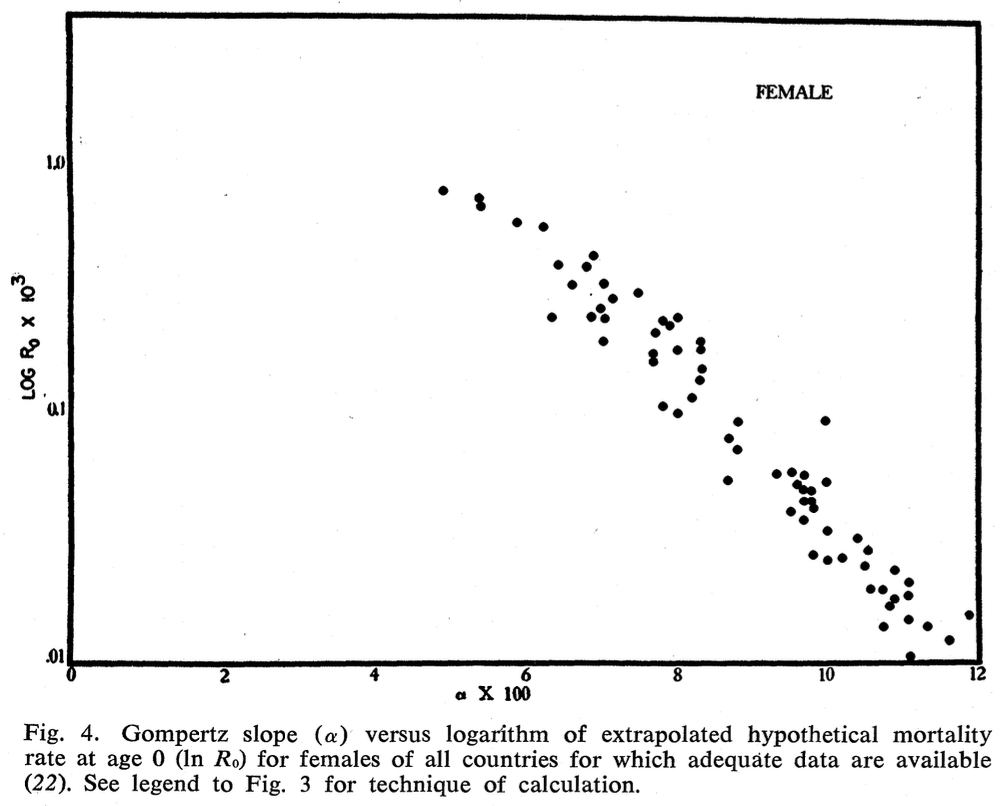 FEMALE
1.0
LOG R₀ X 10³
0.1
.01
0 2 4 6 8 10 12
α X 100
Fig. 4. Gompertz slope (α) versus logarithm of extrapolated hypothetical mortality
rate at age 0 (ln R₀) for females of all countries for which adequate data are available
(22). See legend to Fig. 3 for technique of calculation.